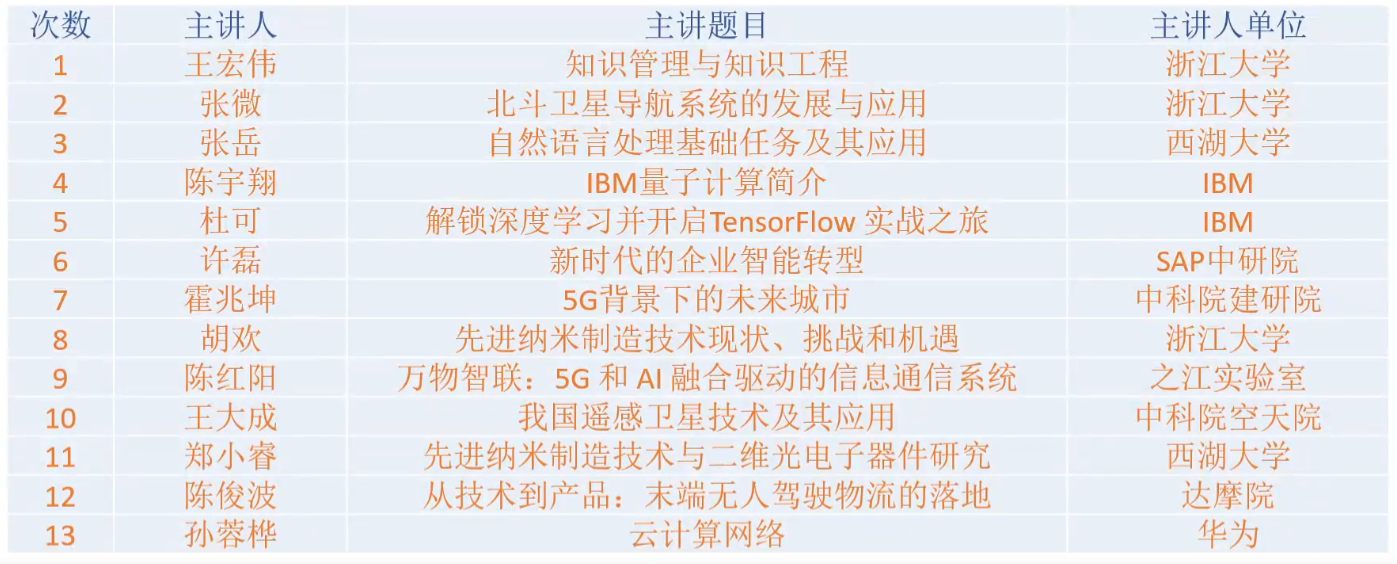 次数 主讲人 主讲题目 主讲人单位
1 王宏伟 知识管理与知识工程 浙江大学
2 张微 北斗卫星导航系统的发展与应用 浙江大学
3 张岳 自然语言处理基础任务及其应用 西湖大学
4 陈宇翔 IBM量子计算简介 IBM
5 杜可 解锁深度学习并开启TensorFlow 实战之旅 IBM
6 许磊 新时代的企业智能转型 SAP中研院
7 霍兆坤 5G背景下的未来城市 中科院建研院
8 胡欢 先进纳米制造技术现状、挑战和机遇 浙江大学
9 陈红阳 万物智联：5G 和 AI 融合驱动的信息通信系统 之江实验室
10 王大成 我国遥感卫星技术及其应用 中科院空天院
11 郑小睿 先进纳米制造技术与二维光电子器件研究 西湖大学
12 陈俊波 从技术到产品：末端无人驾驶物流的落地 达摩院
13 孙蓉桦 云计算网络 华为